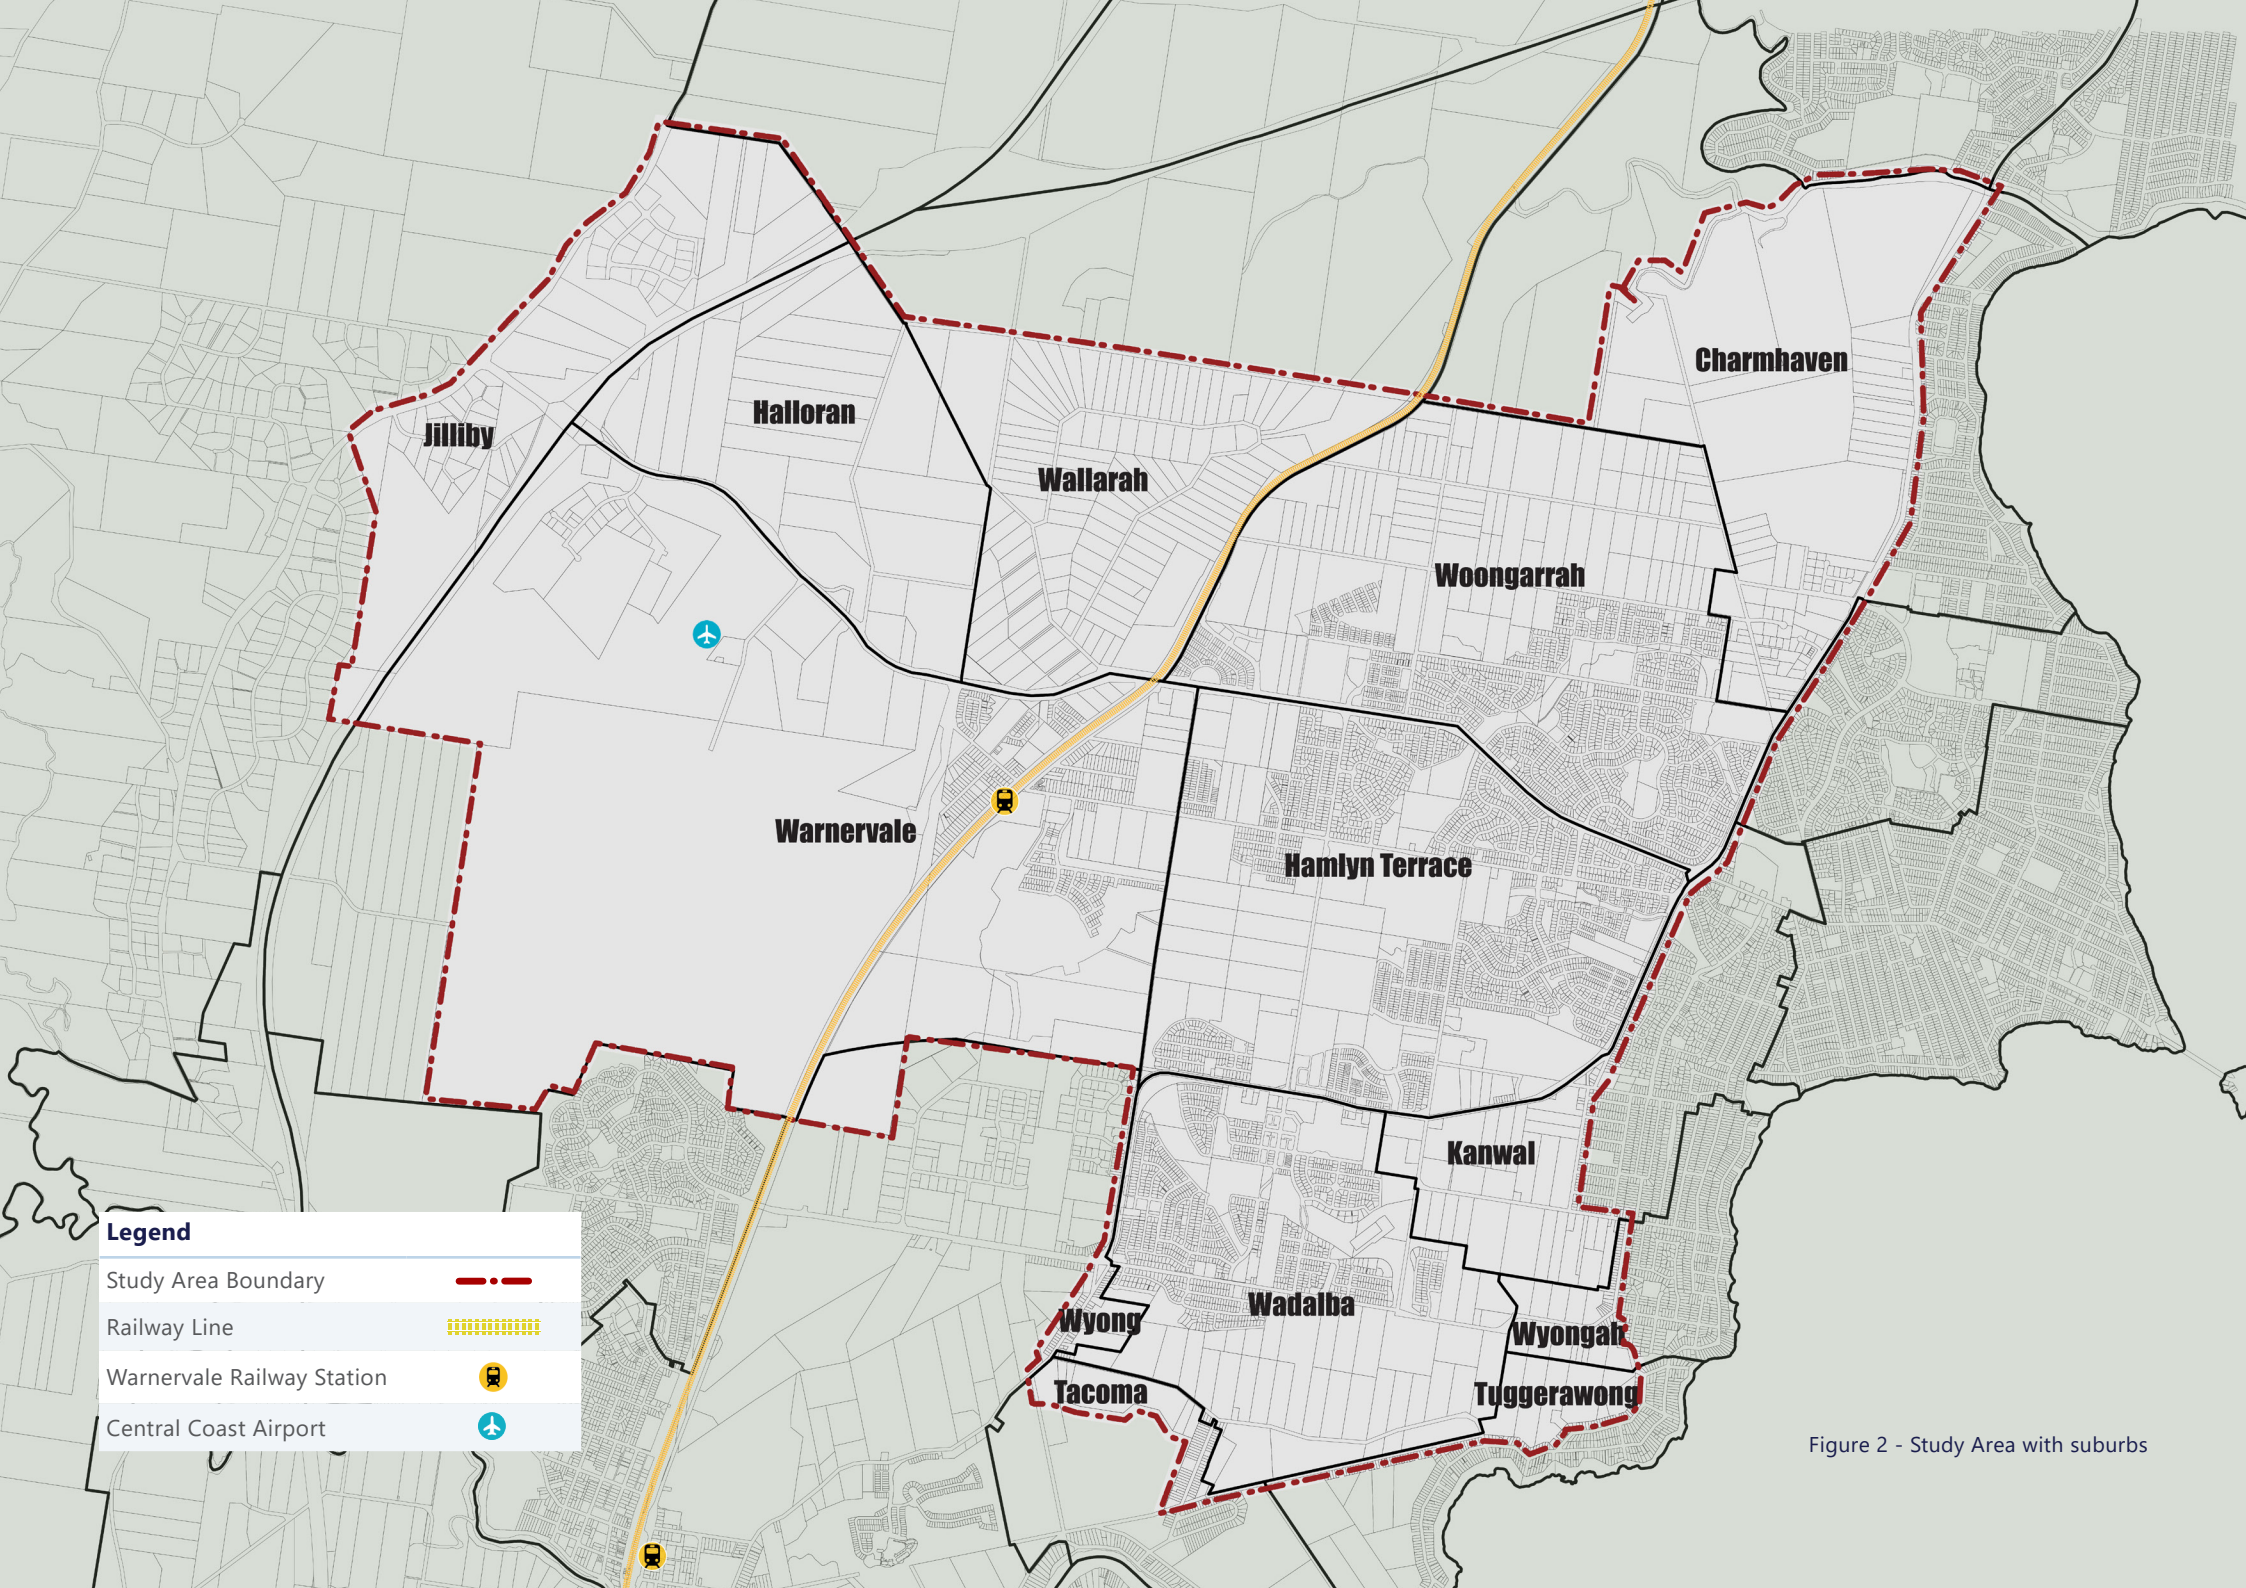 Charmhaven
Halloran
Jilliby
Wallarah
Woongarrah
Warnervale
Hamlyn Terrace
Kanwal
Wadalba
Wyong
Wyongah
Tacoma
Tuggerawong
Legend
Study Area Boundary
Railway Line
Warnervale Railway Station
Central Coast Airport
Figure 2 - Study Area with suburbs